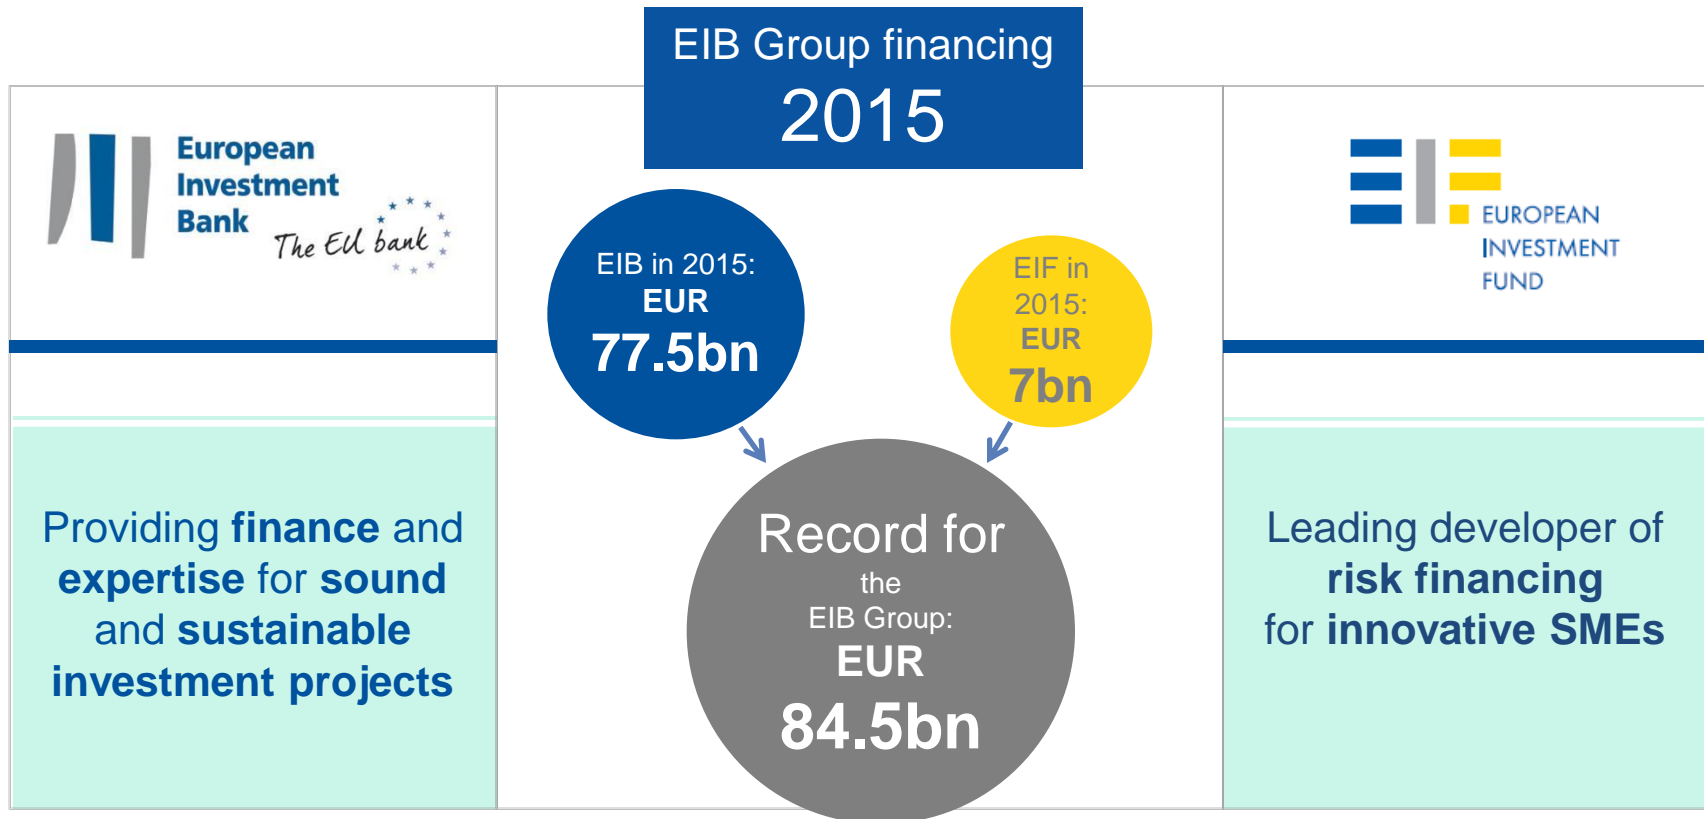 EIB Group financing
2015
European
Investment
Bank
The EU bank
EIB in 2015:
EUR
77.5bn
EIF in
2015:
EUR
7bn
EUROPEAN
INVESTMENT
FUND
Record for
the
EIB Group:
EUR
84.5bn
Providing finance and
expertise for sound
and sustainable
investment projects
Leading developer of
risk financing
for innovative SMEs